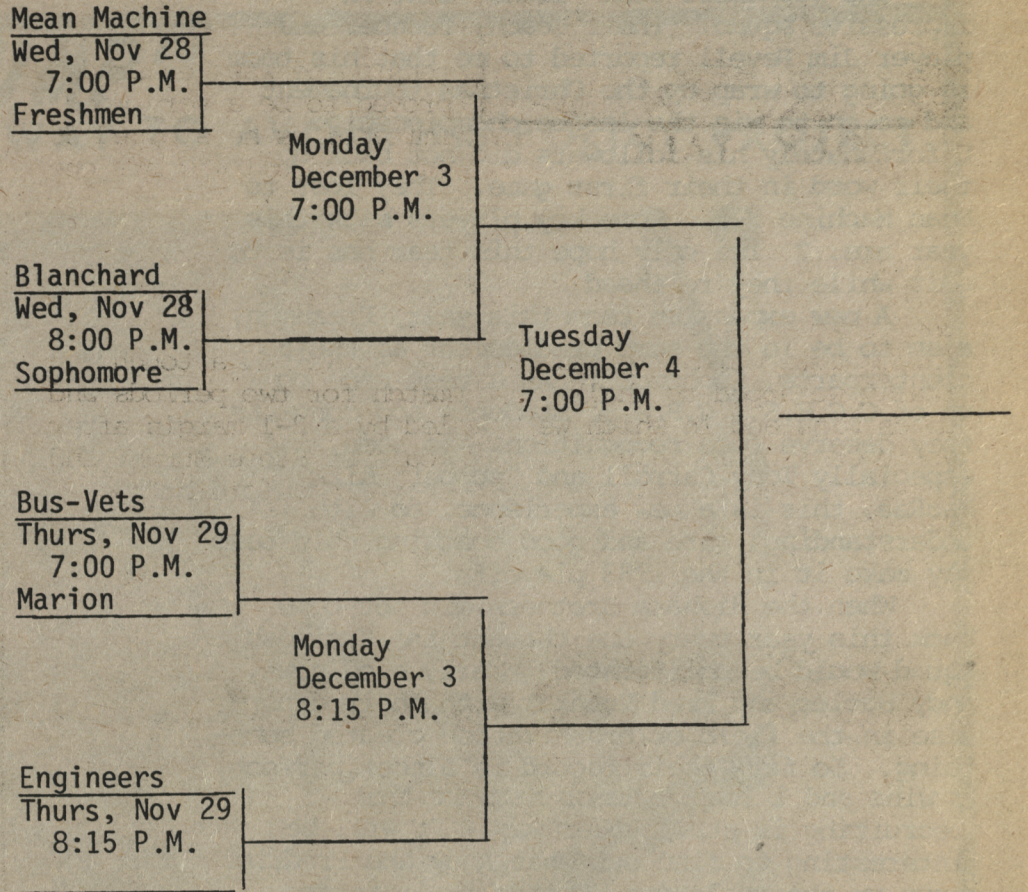 Mean Machine
Wed, Nov 28
7:00 P.M.
Freshmen
Monday
December 3
7:00 P.M.
Blanchard
Wed, Nov 28
8:00 P.M.
Sophomore
Tuesday
December 4
7:00 P.M.
Bus-Vets
Thurs, Nov 29
7:00 P.M.
Marion
Monday
December 3
8:15 P.M.
Engineers
Thurs, Nov 29
8:15 P.M.